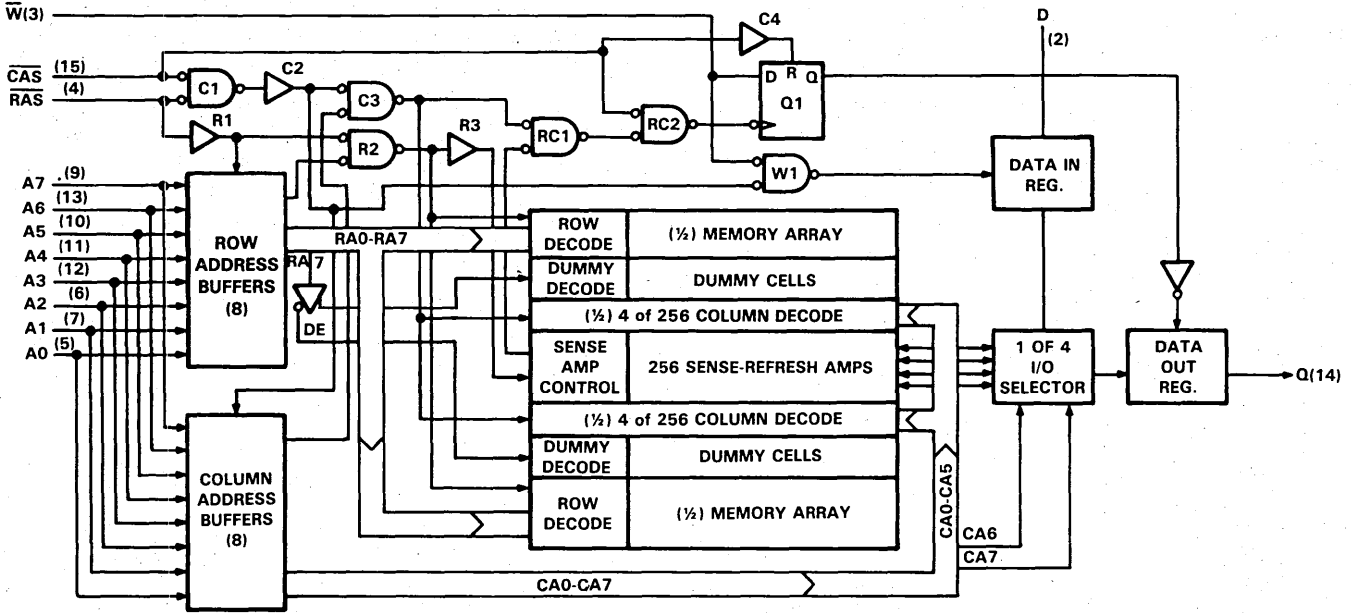 W̅(3)
D
(2)
C4
C̅A̅S̅ (15)
R̅A̅S̅ (4)
C1
C2
C3
D R Q
Q1
R1
R2
R3
RC1
RC2
W1
DATA IN
REG.
A7 (9)
A6 (13)
A5 (10)
A4 (11)
A3 (12)
A2 (6)
A1 (7)
A0 (5)
ROW
ADDRESS
BUFFERS
(8)
RA0-RA7
RA 7
DE
ROW
DECODE
(½) MEMORY ARRAY
DUMMY
DECODE
DUMMY CELLS
(½) 4 of 256 COLUMN DECODE
SENSE
AMP
CONTROL
256 SENSE-REFRESH AMPS
(½) 4 of 256 COLUMN DECODE
DUMMY
DECODE
DUMMY CELLS
ROW
DECODE
(½) MEMORY ARRAY
1 OF 4
I/O
SELECTOR
DATA
OUT
REG.
Q(14)
COLUMN
ADDRESS
BUFFERS
(8)
CA0-CA5
CA6
CA7
CA0-CA7